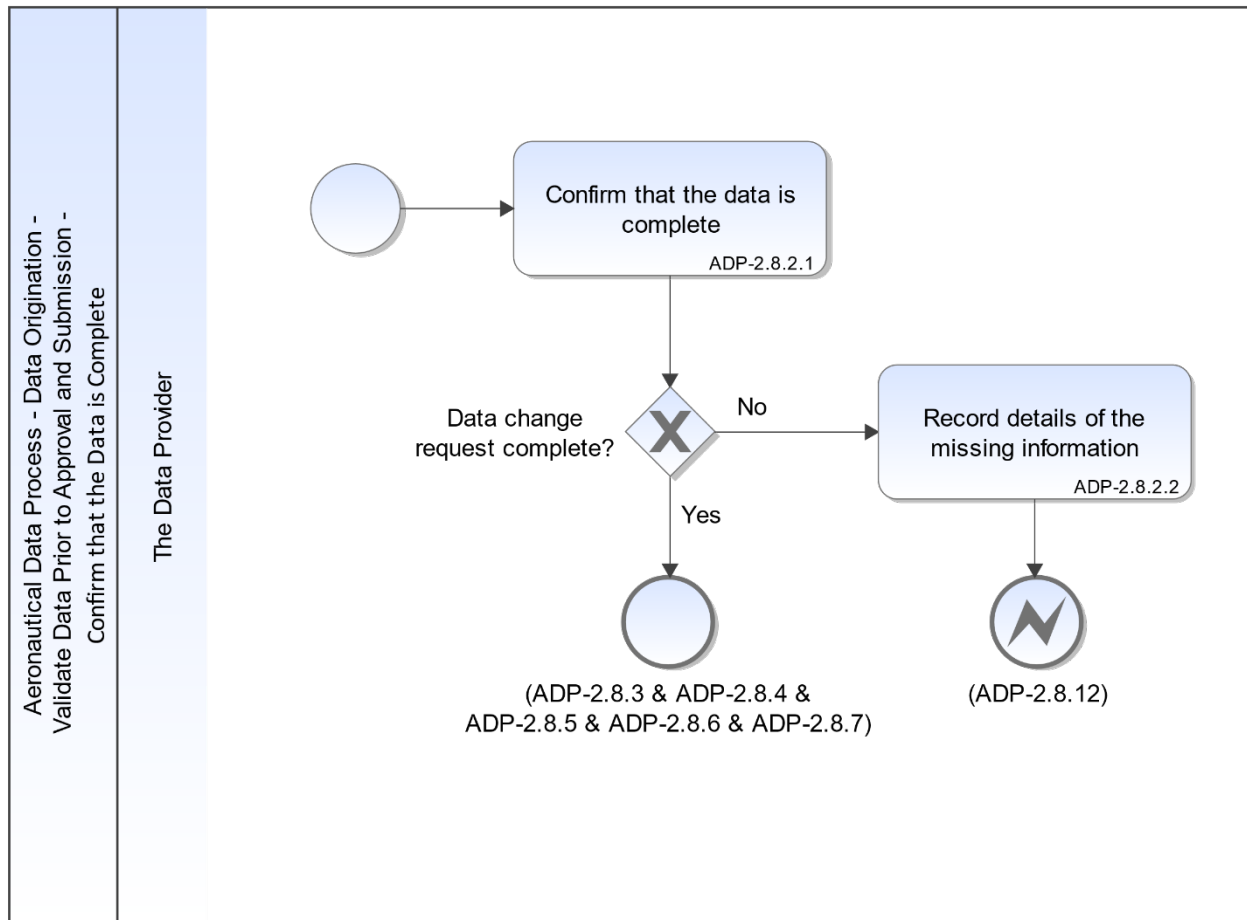 Aeronautical Data Process - Data Origination -
Validate Data Prior to Approval and Submission -
Confirm that the Data is Complete
The Data Provider
Confirm that the data is
complete
ADP-2.8.2.1
Data change
request complete?
No
Record details of the
missing information
ADP-2.8.2.2
Yes
(ADP-2.8.3 & ADP-2.8.4 &
ADP-2.8.5 & ADP-2.8.6 & ADP-2.8.7)
(ADP-2.8.12)